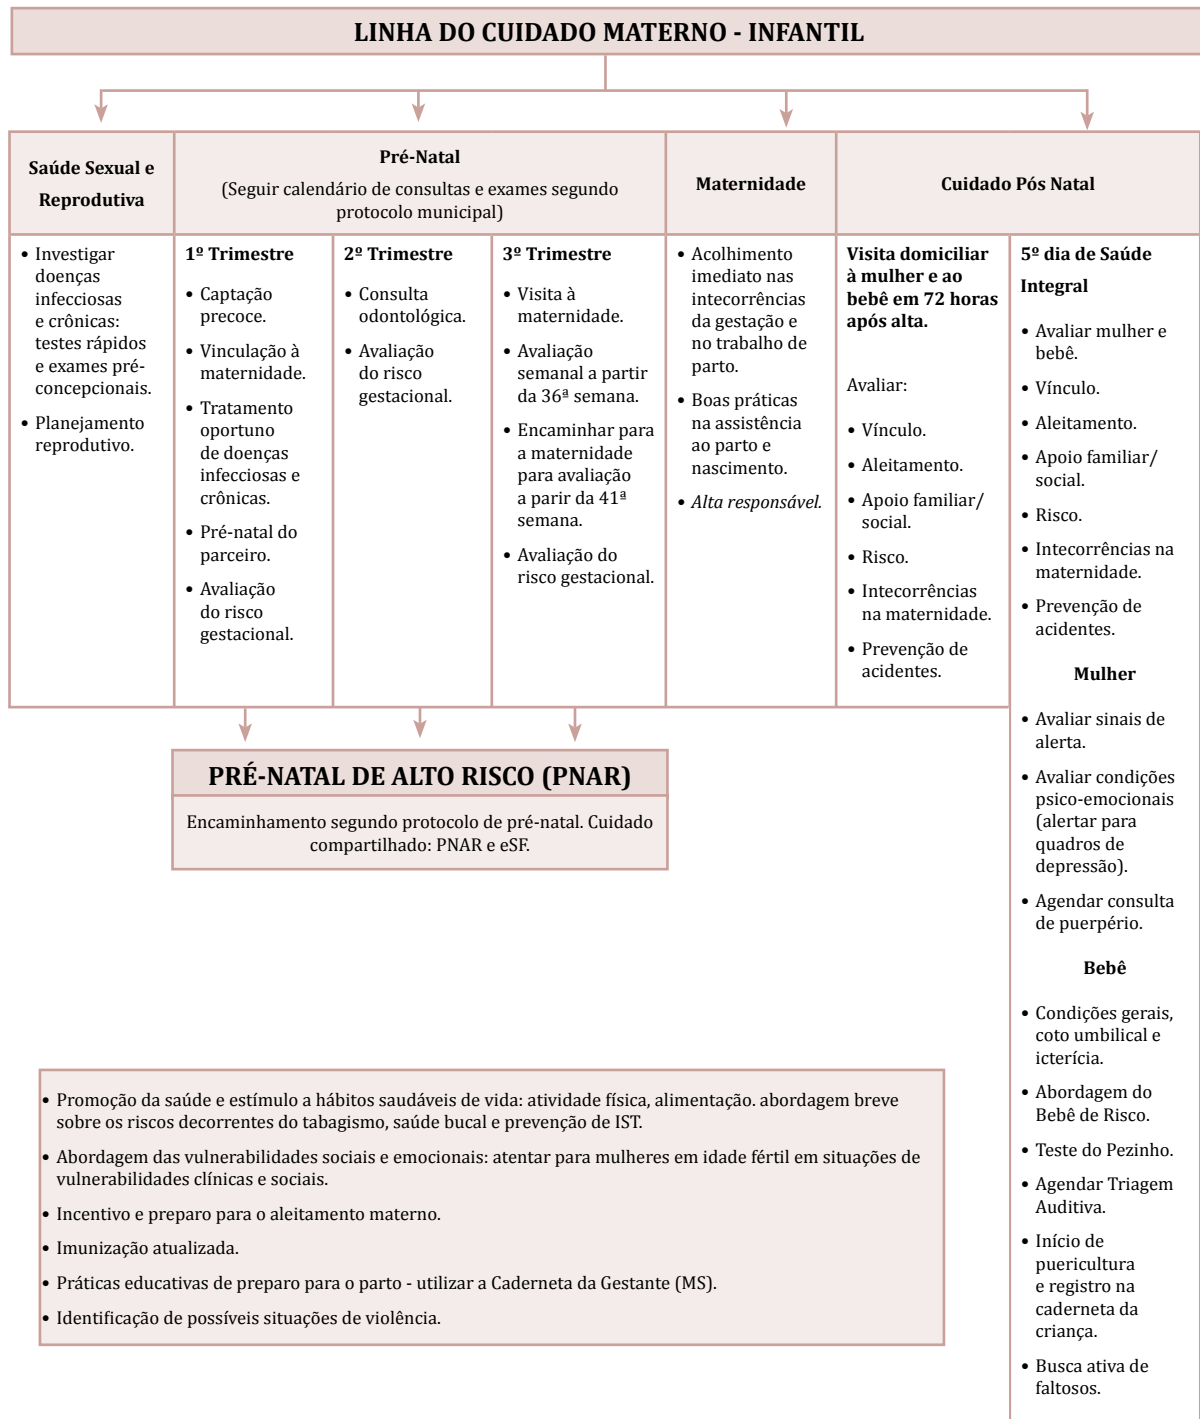 LINHA DO CUIDADO MATERNO - INFANTIL
Saúde Sexual e
Reprodutiva
Pré-Natal
(Seguir calendário de consultas e exames segundo
protocolo municipal)
Maternidade
Cuidado Pós Natal
• Investigar
doenças
infecciosas
e crônicas:
testes rápidos
e exames pré-
concepcionais.
• Planejamento
reprodutivo.
1º Trimestre
• Captação
precoce.
• Vinculação à
maternidade.
• Tratamento
oportuno
de doenças
infecciosas e
crônicas.
• Pré-natal do
parceiro.
• Avaliação
do risco
gestacional.
2º Trimestre
• Consulta
odontológica.
• Avaliação
do risco
gestacional.
3º Trimestre
• Visita à
maternidade.
• Avaliação
semanal a partir
da 36ª semana.
• Encaminhar para
a maternidade
para avaliação
a parir da 41ª
semana.
• Avaliação do
risco gestacional.
• Acolhimento
imediato nas
intecorrências
da gestação e
no trabalho de
parto.
• Boas práticas
na assistência
ao parto e
nascimento.
• Alta responsável.
Visita domiciliar
à mulher e ao
bebê em 72 horas
após alta.
Avaliar:
• Vínculo.
• Aleitamento.
• Apoio familiar/
social.
• Risco.
• Intecorrências
na maternidade.
• Prevenção de
acidentes.
5º dia de Saúde
Integral
• Avaliar mulher e
bebê.
• Vínculo.
• Aleitamento.
• Apoio familiar/
social.
• Risco.
• Intecorrências na
maternidade.
• Prevenção de
acidentes.
Mulher
• Avaliar sinais de
alerta.
• Avaliar condições
psico-emocionais
(alertar para
quadros de
depressão).
• Agendar consulta
de puerpério.
Bebê
• Condições gerais,
coto umbilical e
icterícia.
• Abordagem do
Bebê de Risco.
• Teste do Pezinho.
• Agendar Triagem
Auditiva.
• Início de
puericultura
e registro na
caderneta da
criança.
• Busca ativa de
faltosos.
PRÉ-NATAL DE ALTO RISCO (PNAR)
Encaminhamento segundo protocolo de pré-natal. Cuidado
compartilhado: PNAR e eSF.
• Promoção da saúde e estímulo a hábitos saudáveis de vida: atividade física, alimentação. abordagem breve
sobre os riscos decorrentes do tabagismo, saúde bucal e prevenção de IST.
• Abordagem das vulnerabilidades sociais e emocionais: atentar para mulheres em idade fértil em situações de
vulnerabilidades clínicas e sociais.
• Incentivo e preparo para o aleitamento materno.
• Imunização atualizada.
• Práticas educativas de preparo para o parto - utilizar a Caderneta da Gestante (MS).
• Identificação de possíveis situações de violência.